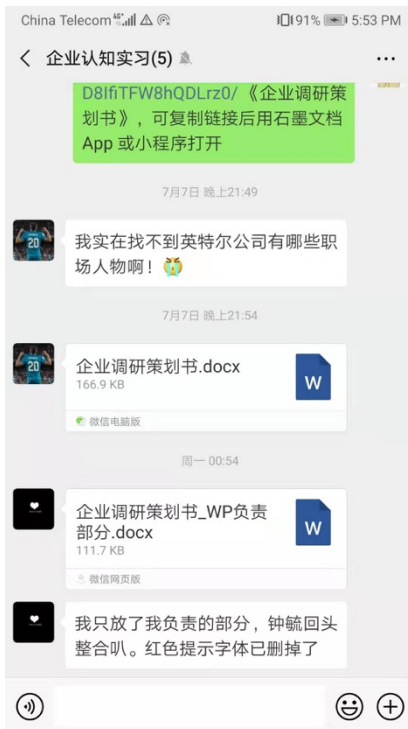 China Telecom 4G 91% 5:53 PM
企业认知实习(5)
D8IfiTFW8hQDLrz0/ 《企业调研策
划书》，可复制链接后用石墨文档
App 或小程序打开
7月7日 晚上21:49
20
我实在找不到英特尔公司有哪些职
场人物啊！
7月7日 晚上21:54
20
企业调研策划书.docx
166.9 KB
W
微信电脑版
周一 00:54
企业调研策划书_WP负责
部分.docx
111.7 KB
W
微信网页版
我只放了我负责的部分，钟毓回头
整合叭。红色提示字体已删掉了